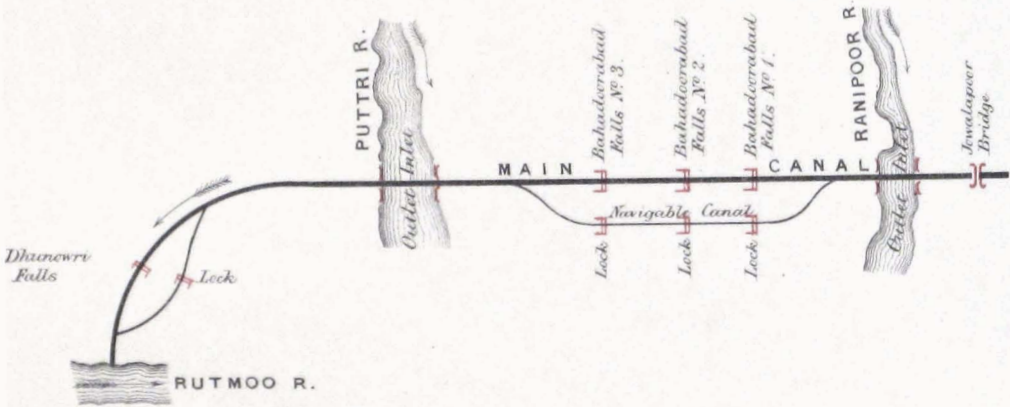 PUTTRI R.
Bahadoorabad
Falls Nº 3.
Bahadoorabad
Falls Nº 2.
Bahadoorabad
Falls Nº 1.
RANIPOOR R.
Jowalapoor
Bridge
MAIN CANAL
Outlet Inlet
Outlet Inlet
Navigable Canal
Lock
Lock
Lock
Dhunowri
Falls
Lock
RUTMOO R.